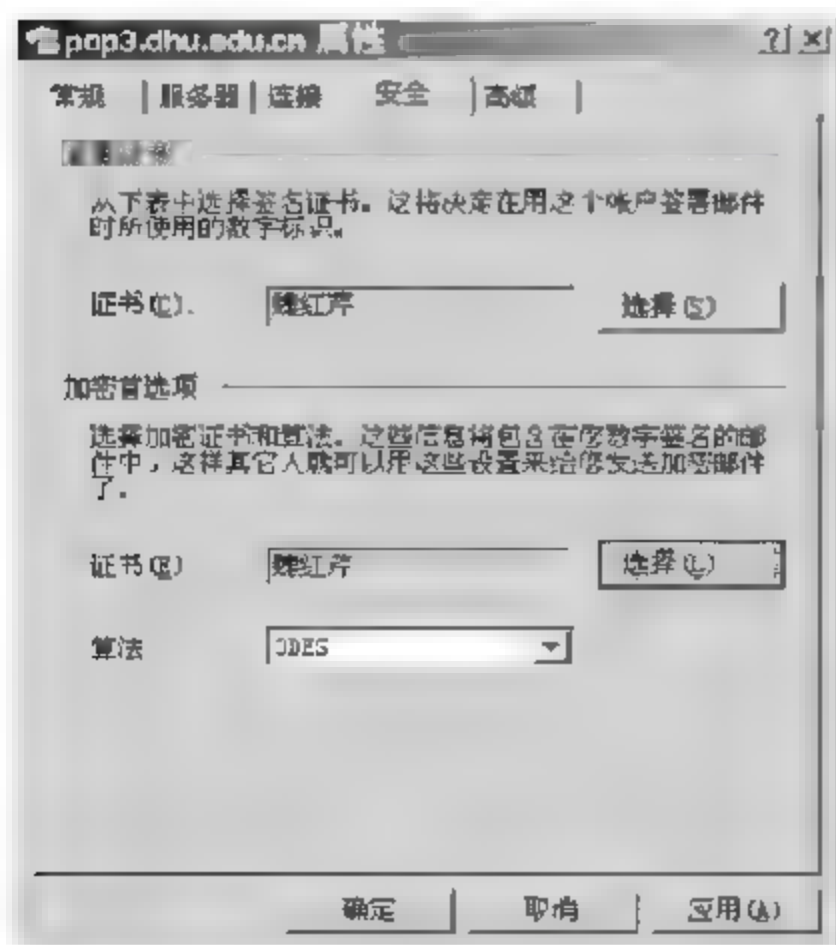 pop3.dhu.edu.cn 属性
常规 服务器 连接 安全 高级
从下表中选择签名证书。这将决定在用这个帐户签署邮件
时所使用的数字标识。
证书(C). 魏红芹 选择(S)
加密首选项
选择加密证书和算法。这些信息将包含在您数字签名的邮
件中，这样其它人就可以用这些设置来给您发送加密邮件
了.
证书(E) 魏红芹 选择(L)
算法 3DES
确定 取消 应用(A)